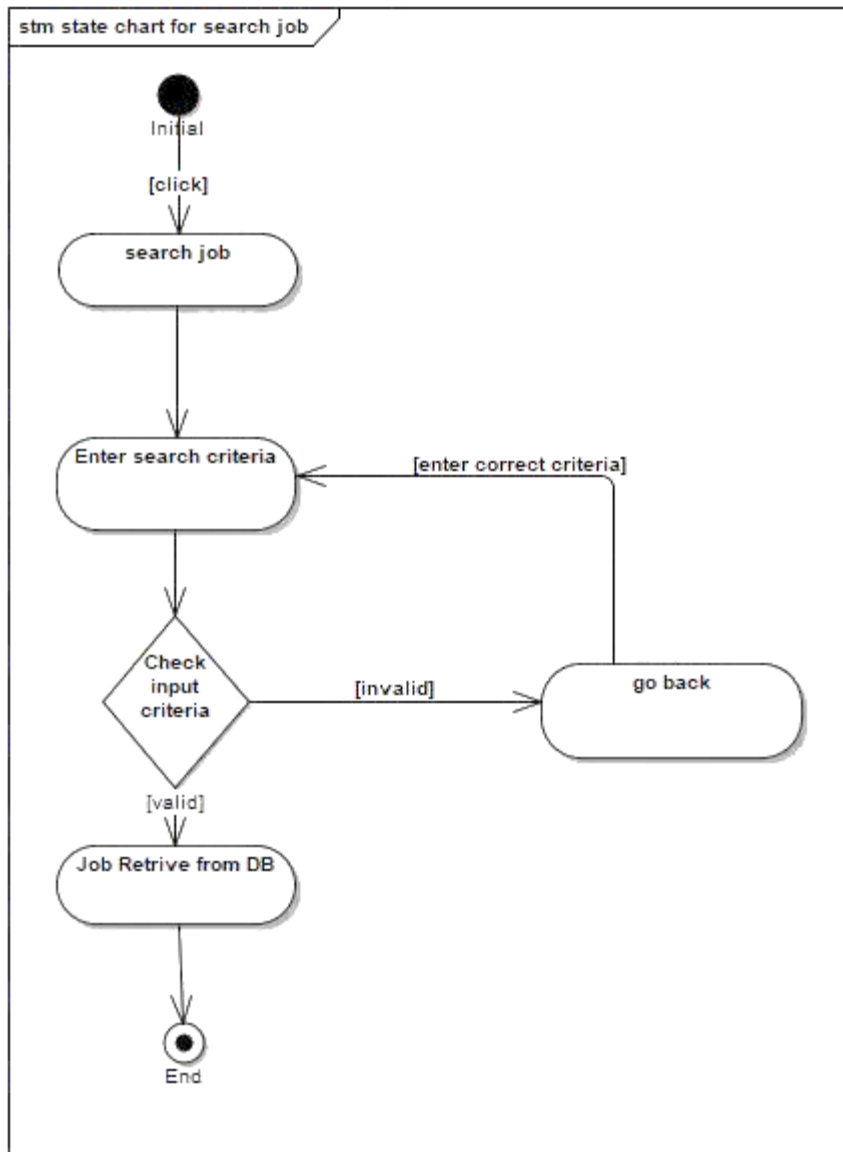 stm state chart for search job
Initial
[click]
search job
Enter search criteria
[enter correct criteria]
Check
input
criteria
[invalid]
go back
[valid]
Job Retrive from DB
End